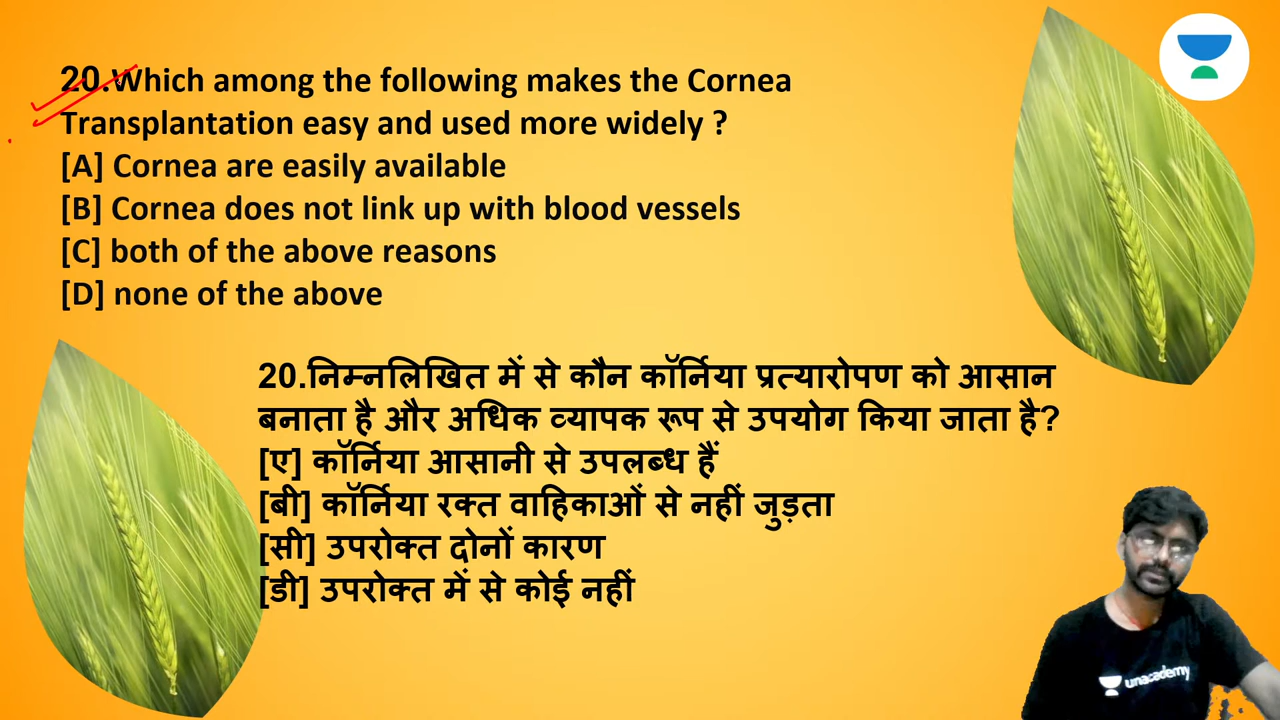 20.Which among the following makes the Cornea
Transplantation easy and used more widely ?
[A] Cornea are easily available
[B] Cornea does not link up with blood vessels
[C] both of the above reasons
[D] none of the above
20.निम्नलिखित में से कौन कॉर्निया प्रत्यारोपण को आसान
बनाता है और अधिक व्यापक रूप से उपयोग किया जाता है?
[ए] कॉर्निया आसानी से उपलब्ध हैं
[बी] कॉर्निया रक्त वाहिकाओं से नहीं जुड़ता
[सी] उपरोक्त दोनों कारण
[डी] उपरोक्त में से कोई नहीं
unacademy